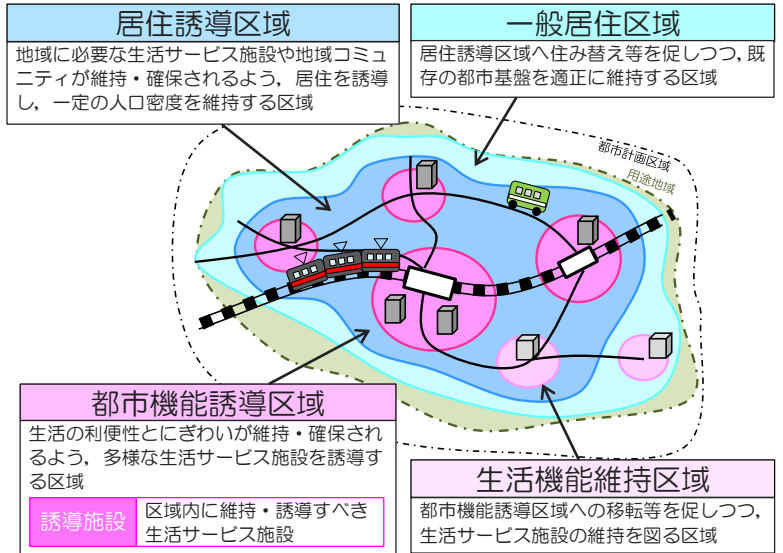 居住誘導区域
地域に必要な生活サービス施設や地域コミュ
ニティが維持・確保されるよう，居住を誘導
し，一定の人口密度を維持する区域
一般居住区域
居住誘導区域へ住み替え等を促しつつ，既
存の都市基盤を適正に維持する区域
都市計画区域
用途地域
都市機能誘導区域
生活の利便性とにぎわいが維持・確保され
るよう，多様な生活サービス施設を誘導す
る区域
誘導施設
区域内に維持・誘導すべき
生活サービス施設
生活機能維持区域
都市機能誘導区域への移転等を促しつつ，
生活サービス施設の維持を図る区域